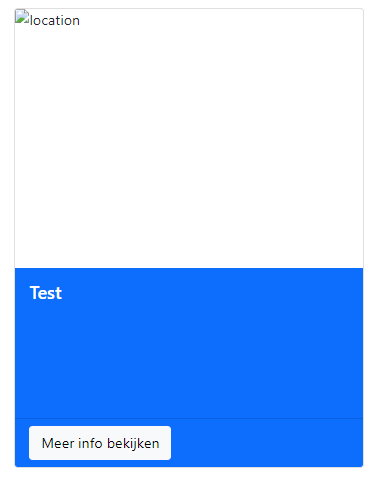 location
Test
Meer info bekijken